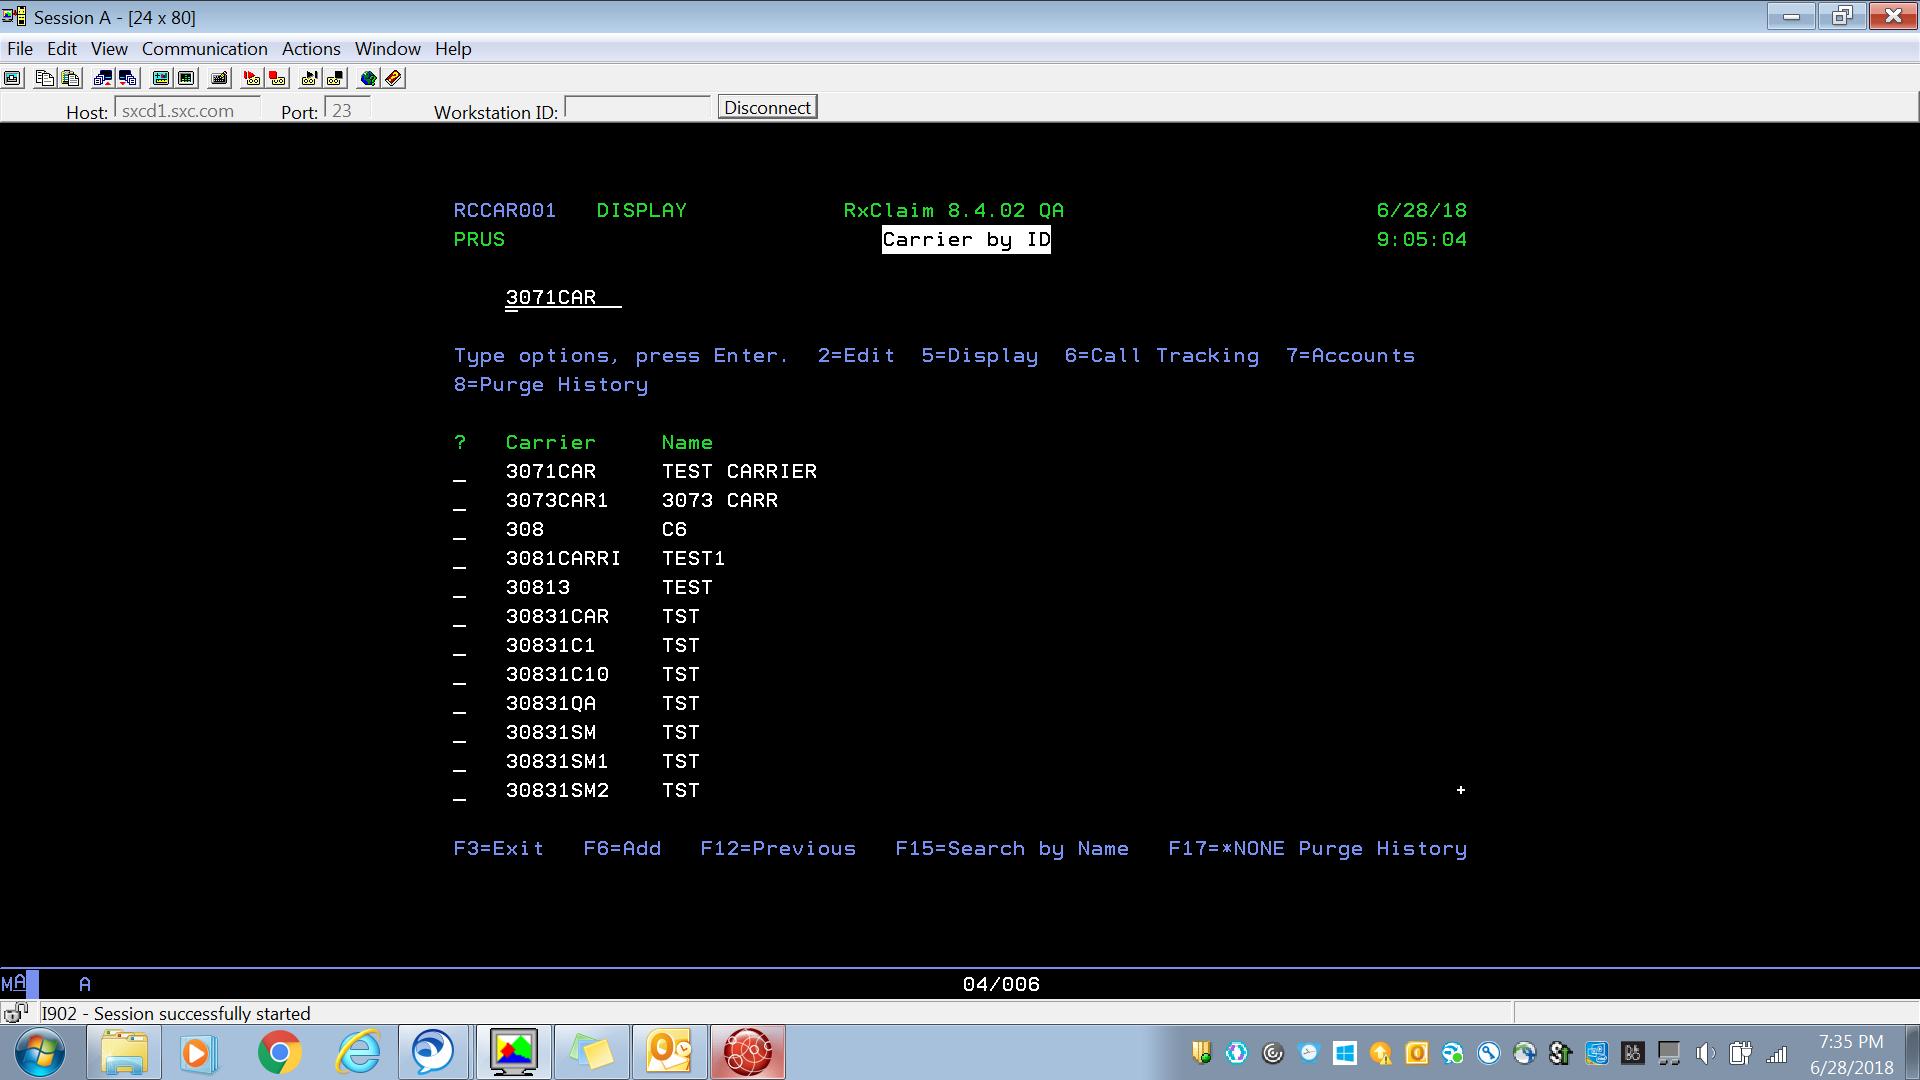 Session A - [24 x 80]
File Edit View Communication Actions Window Help
Host: sxcd1.sxc.com Port: 23 Workstation ID: Disconnect
RCCAR001 DISPLAY RxClaim 8.4.02 QA 6/28/18
PRUS Carrier by ID 9:05:04
3071CAR
Type options, press Enter. 2=Edit 5=Display 6=Call Tracking 7=Accounts
8=Purge History
? Carrier Name
_ 3071CAR TEST CARRIER
_ 3073CAR1 3073 CARR
_ 308 C6
_ 3081CARRI TEST1
_ 30813 TEST
_ 30831CAR TST
_ 30831C1 TST
_ 30831C10 TST
_ 30831QA TST
_ 30831SM TST
_ 30831SM1 TST
_ 30831SM2 TST +
F3=Exit F6=Add F12=Previous F15=Search by Name F17=*NONE Purge History
MA A 04/006
I902 - Session successfully started
7:35 PM
6/28/2018